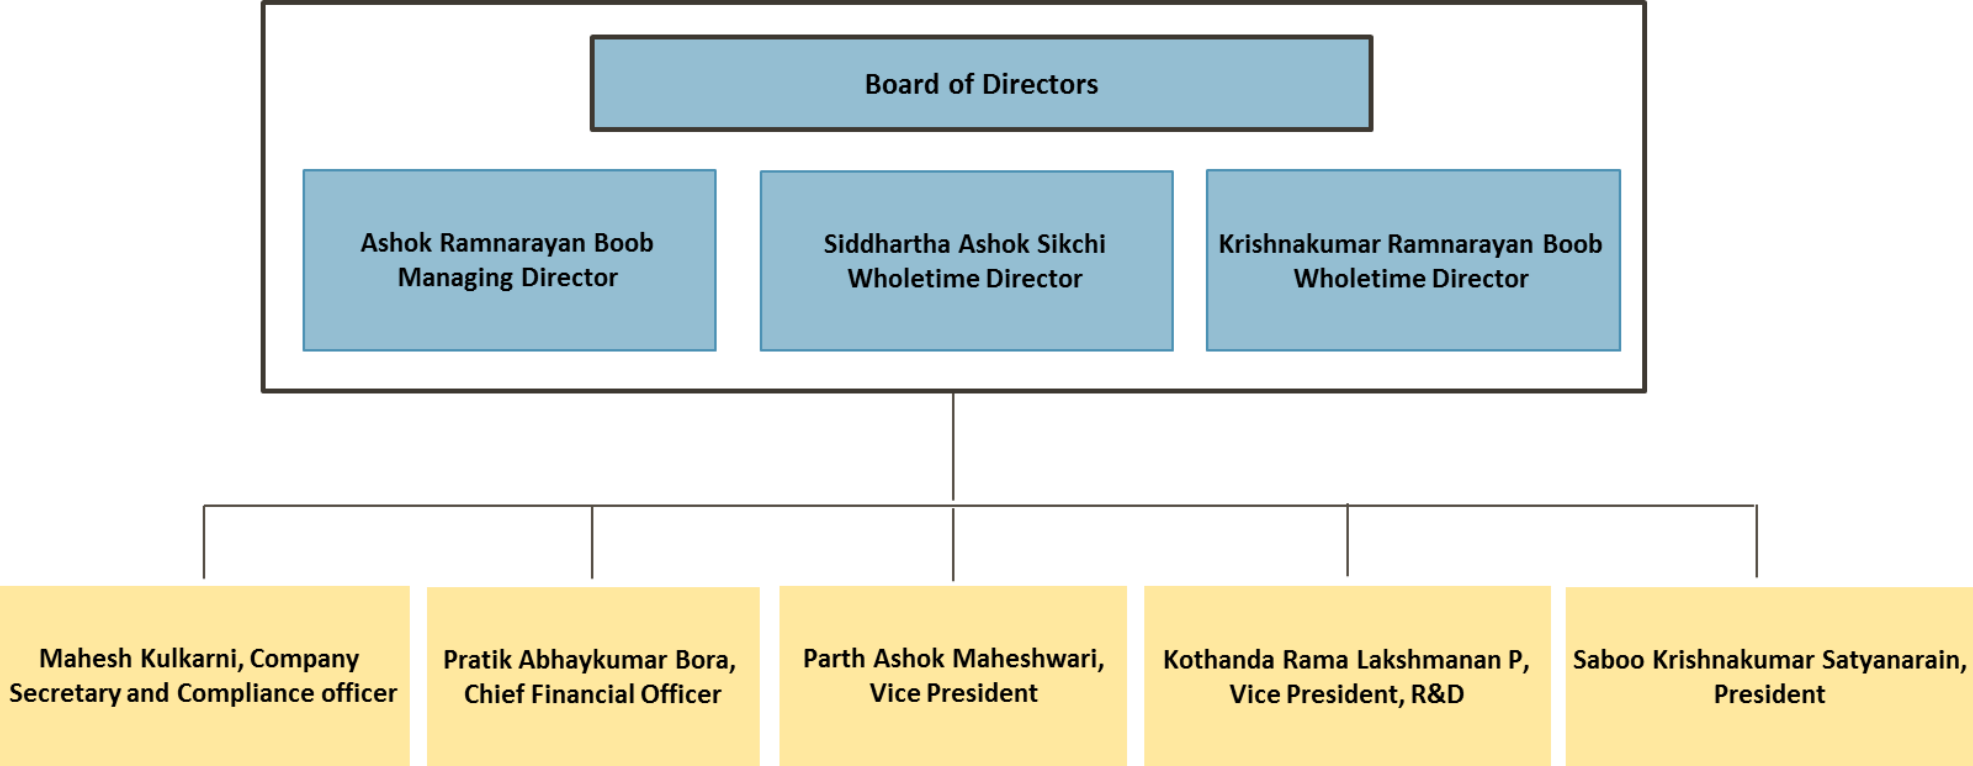 Board of Directors
Ashok Ramnarayan Boob
Managing Director
Siddhartha Ashok Sikchi
Wholetime Director
Krishnakumar Ramnarayan Boob
Wholetime Director
Mahesh Kulkarni, Company
Secretary and Compliance officer
Pratik Abhaykumar Bora,
Chief Financial Officer
Parth Ashok Maheshwari,
Vice President
Kothanda Rama Lakshmanan P,
Vice President, R&D
Saboo Krishnakumar Satyanarain,
President